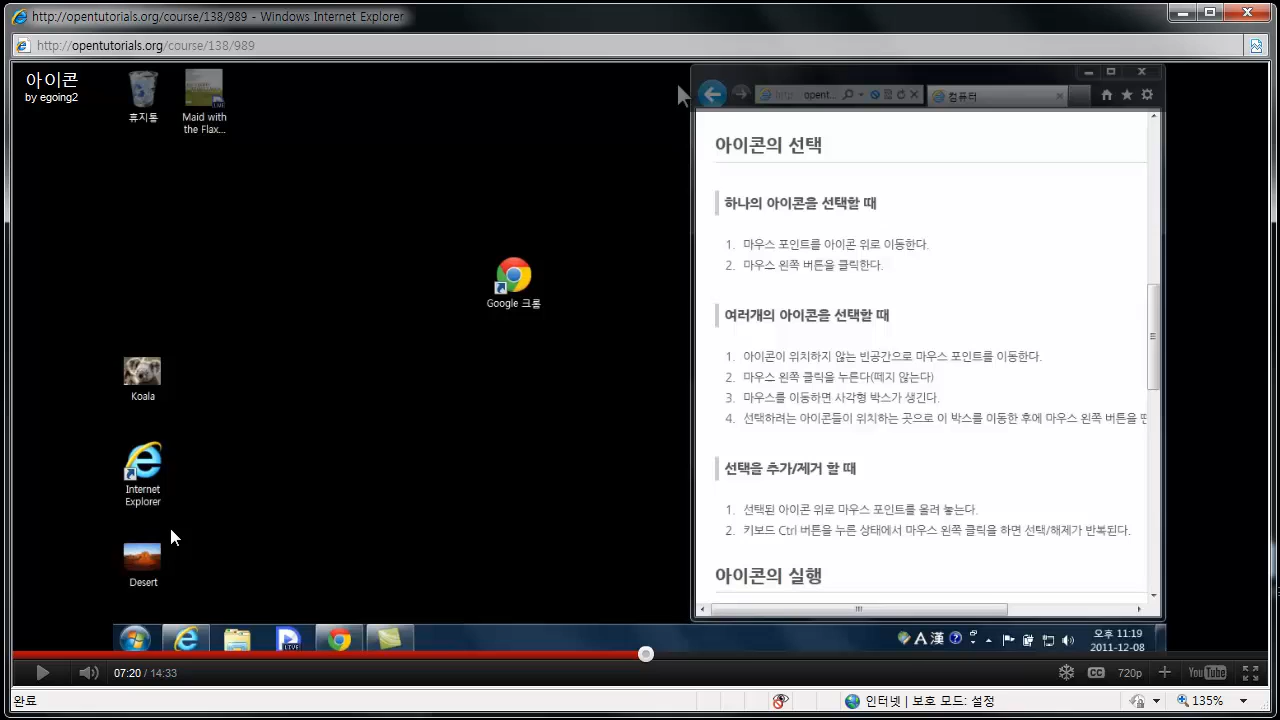 http://opentutorials.org/course/138/989 - Windows Internet Explorer
http://opentutorials.org/course/138/989
아이콘
by egoing2
휴지통
Maid with
the Flax...
LIVE
http
opent...
컴퓨터
아이콘의 선택
하나의 아이콘을 선택할 때
1. 마우스 포인트를 아이콘 위로 이동한다.
2. 마우스 왼쪽 버튼을 클릭한다.
Google 크롬
여러개의 아이콘을 선택할 때
1. 아이콘이 위치하지 않는 빈공간으로 마우스 포인트를 이동한다.
2. 마우스 왼쪽 클릭을 누른다(떼지 않는다)
3. 마우스를 이동하면 사각형 박스가 생긴다.
4. 선택하려는 아이콘들이 위치하는 곳으로 이 박스를 이동한 후에 마우스 왼쪽 버튼을
Koala
Internet
Explorer
선택을 추가/제거 할 때
1. 선택된 아이콘 위로 마우스 포인트를 올려 놓는다.
2. 키보드 Ctrl 버튼을 누른 상태에서 마우스 왼쪽 클릭을 하면 선택/해제가 반복된다.
Desert
아이콘의 실행
LIVE
A 漢
오후 11:19
2011-12-08
07:20 / 14:33
CC
720p
YouTube
완료
인터넷 | 보호 모드: 설정
135%